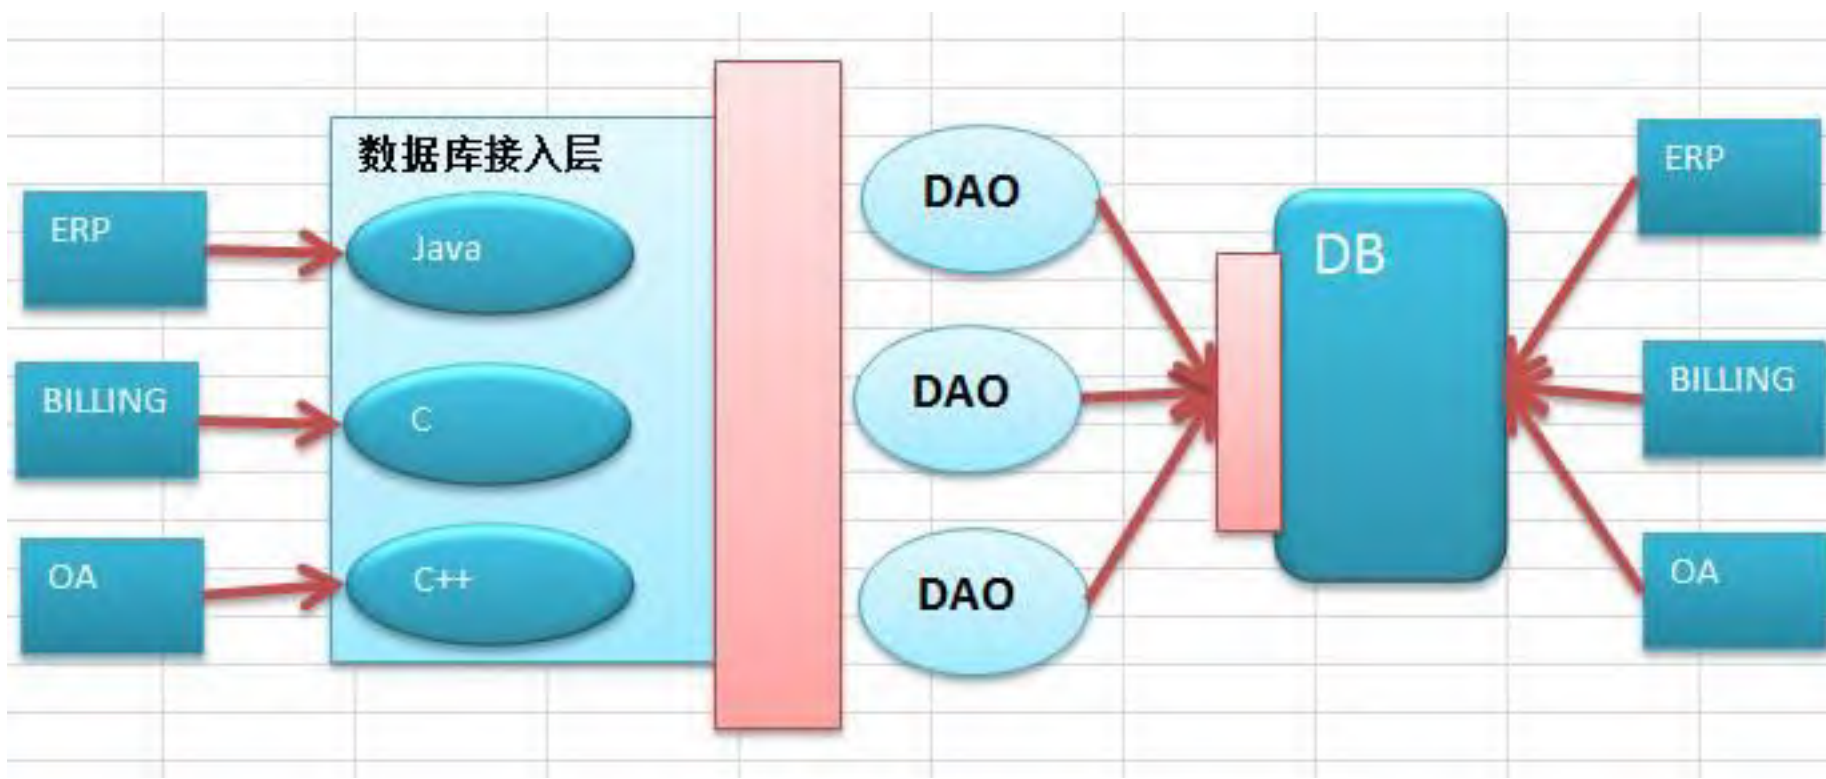 数据库接入层
ERP
Java
BILLING
C
OA
C++
DAO
DAO
DAO
DB
ERP
BILLING
OA